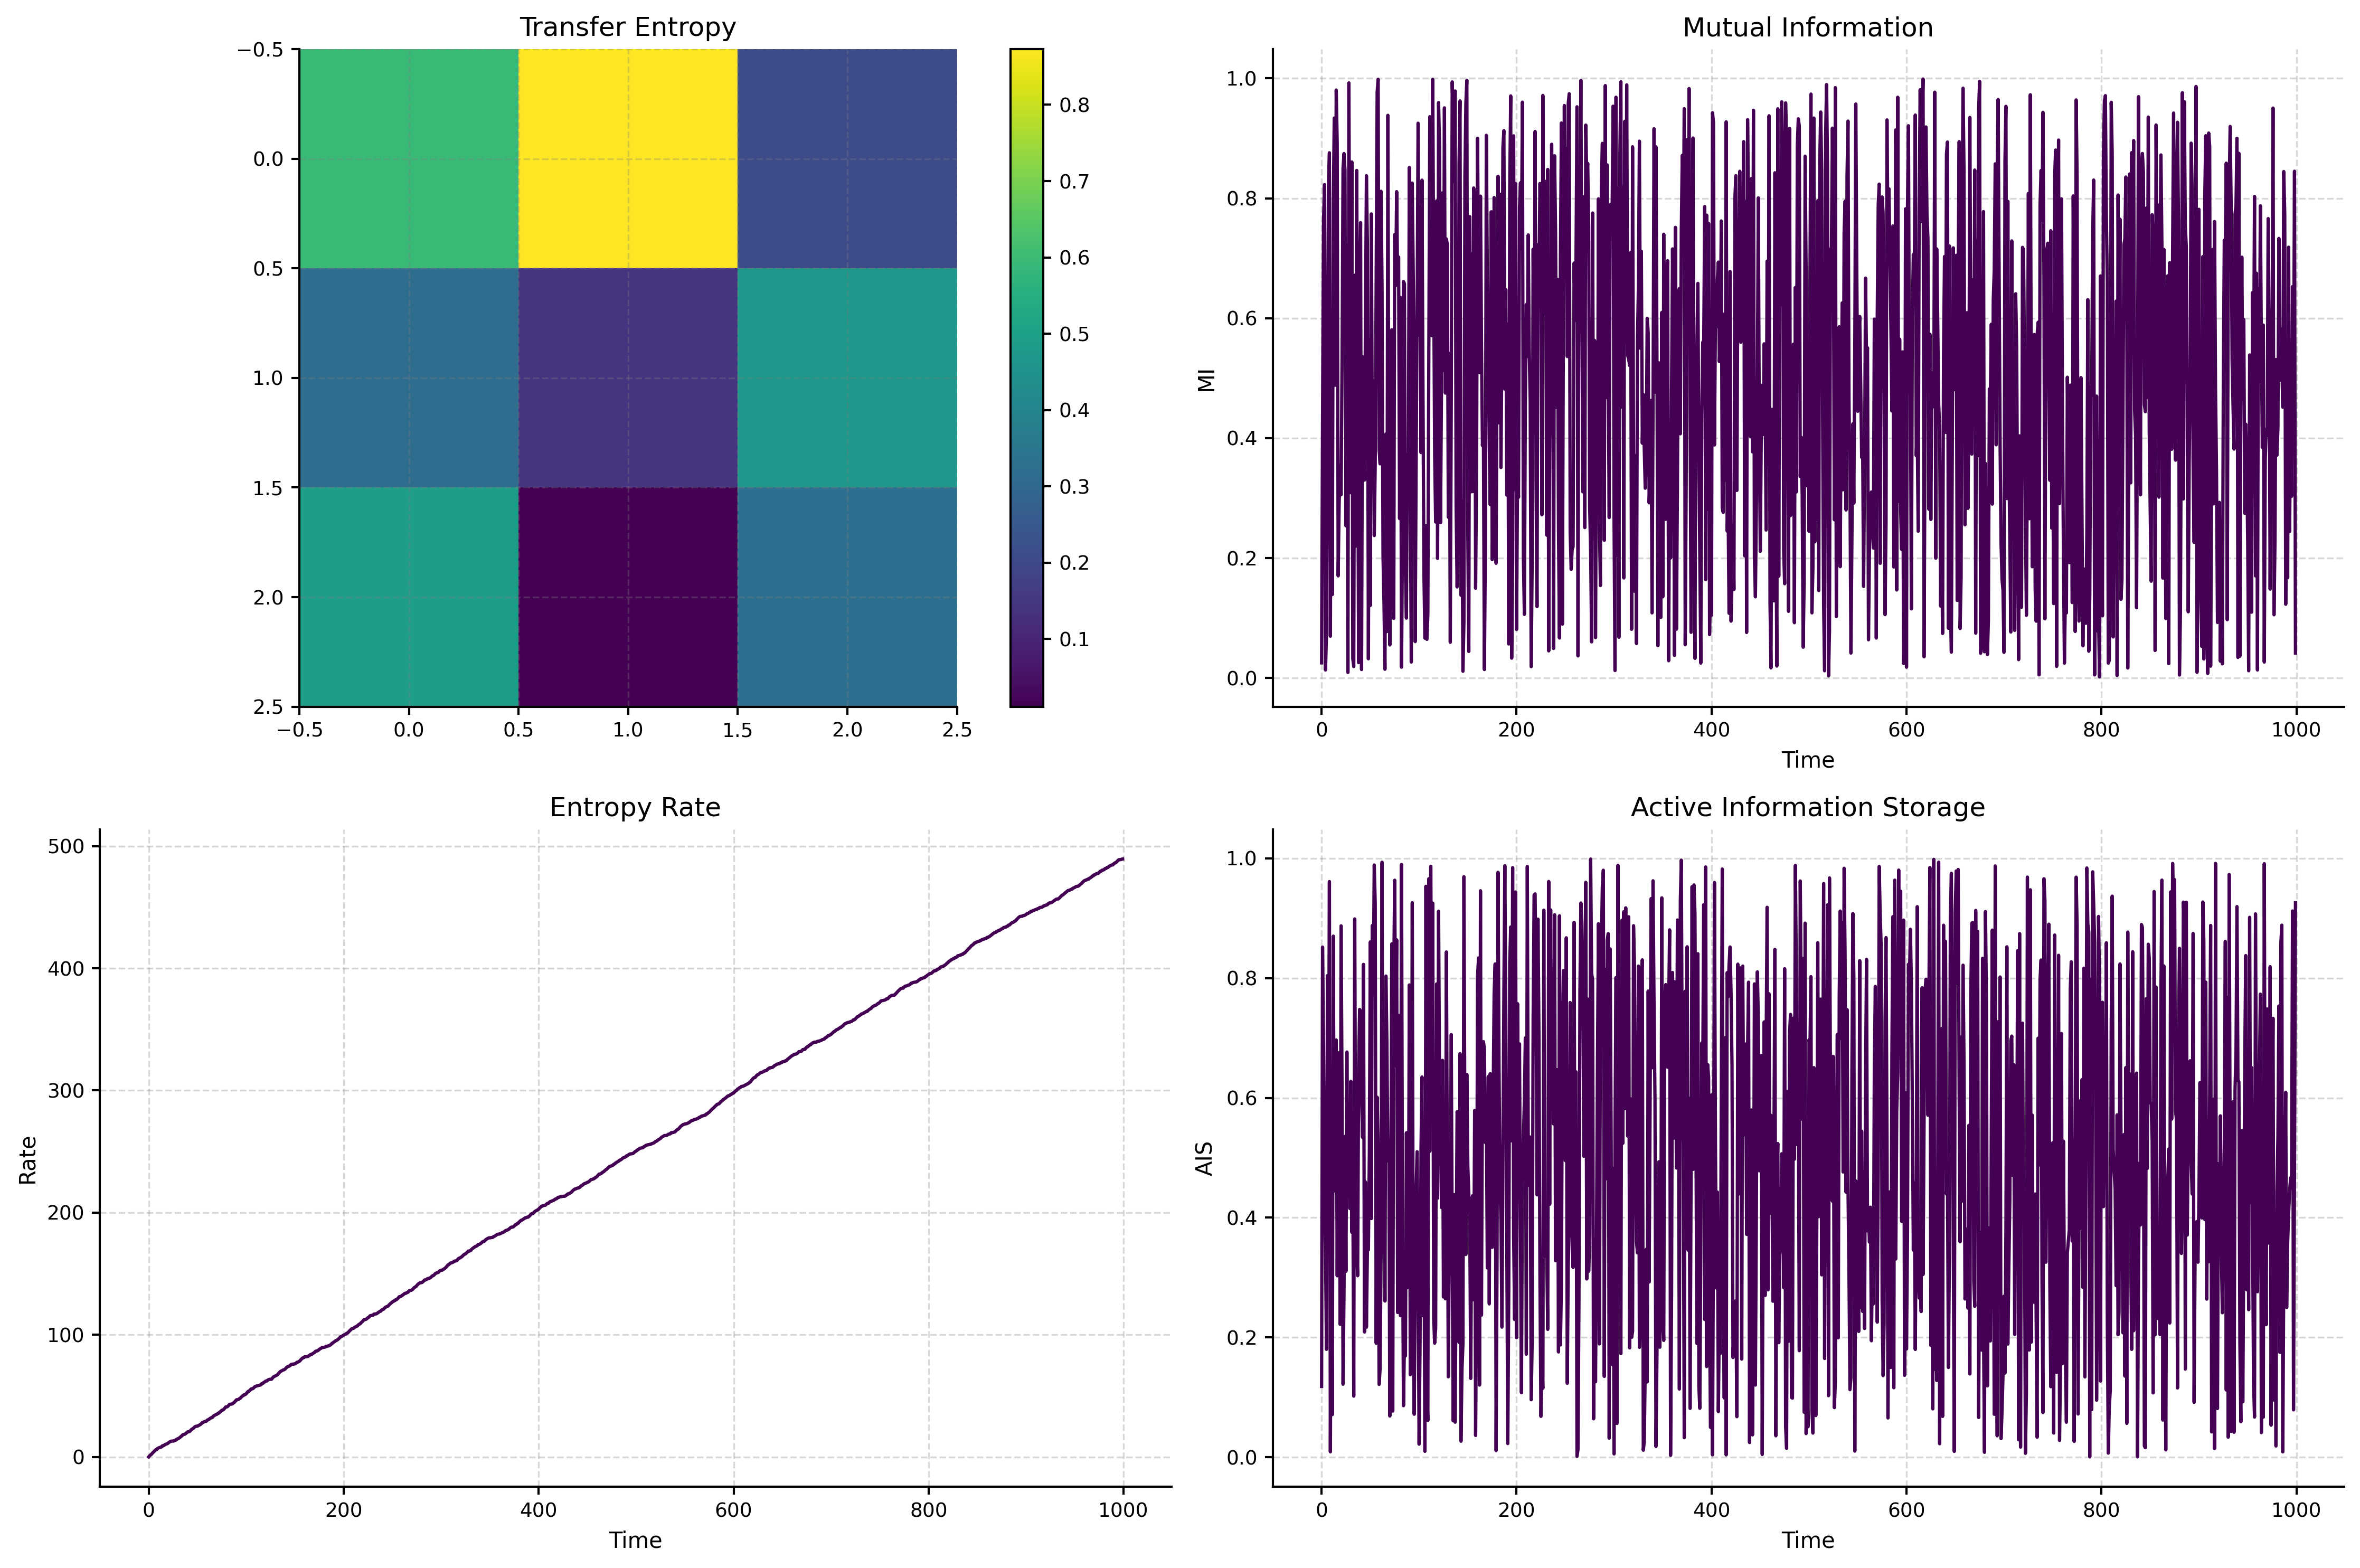 Transfer Entropy
−0.5
0.0
0.5
1.0
1.5
2.0
2.5
−0.5 0.0 0.5 1.0 1.5 2.0 2.5
0.8
0.7
0.6
0.5
0.4
0.3
0.2
0.1
Mutual Information
MI
1.0
0.8
0.6
0.4
0.2
0.0
0 200 400 600 800 1000
Time
Entropy Rate
Rate
500
400
300
200
100
0
0 200 400 600 800 1000
Time
Active Information Storage
AIS
1.0
0.8
0.6
0.4
0.2
0.0
0 200 400 600 800 1000
Time